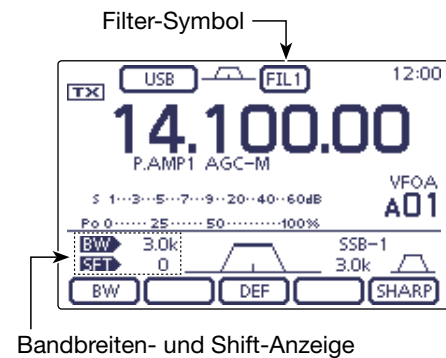 Filter-Symbol
USB FIL1 12:00
TX
14.100.00
P.AMP1 AGC-M
VFOA
S 1···3···5···7···9··20··40··60dB
A01
Po 0······ 25······ 50·········100%
BW 3.0k SSB-1
SFT 0 3.0k
BW DEF SHARP
Bandbreiten- und Shift-Anzeige